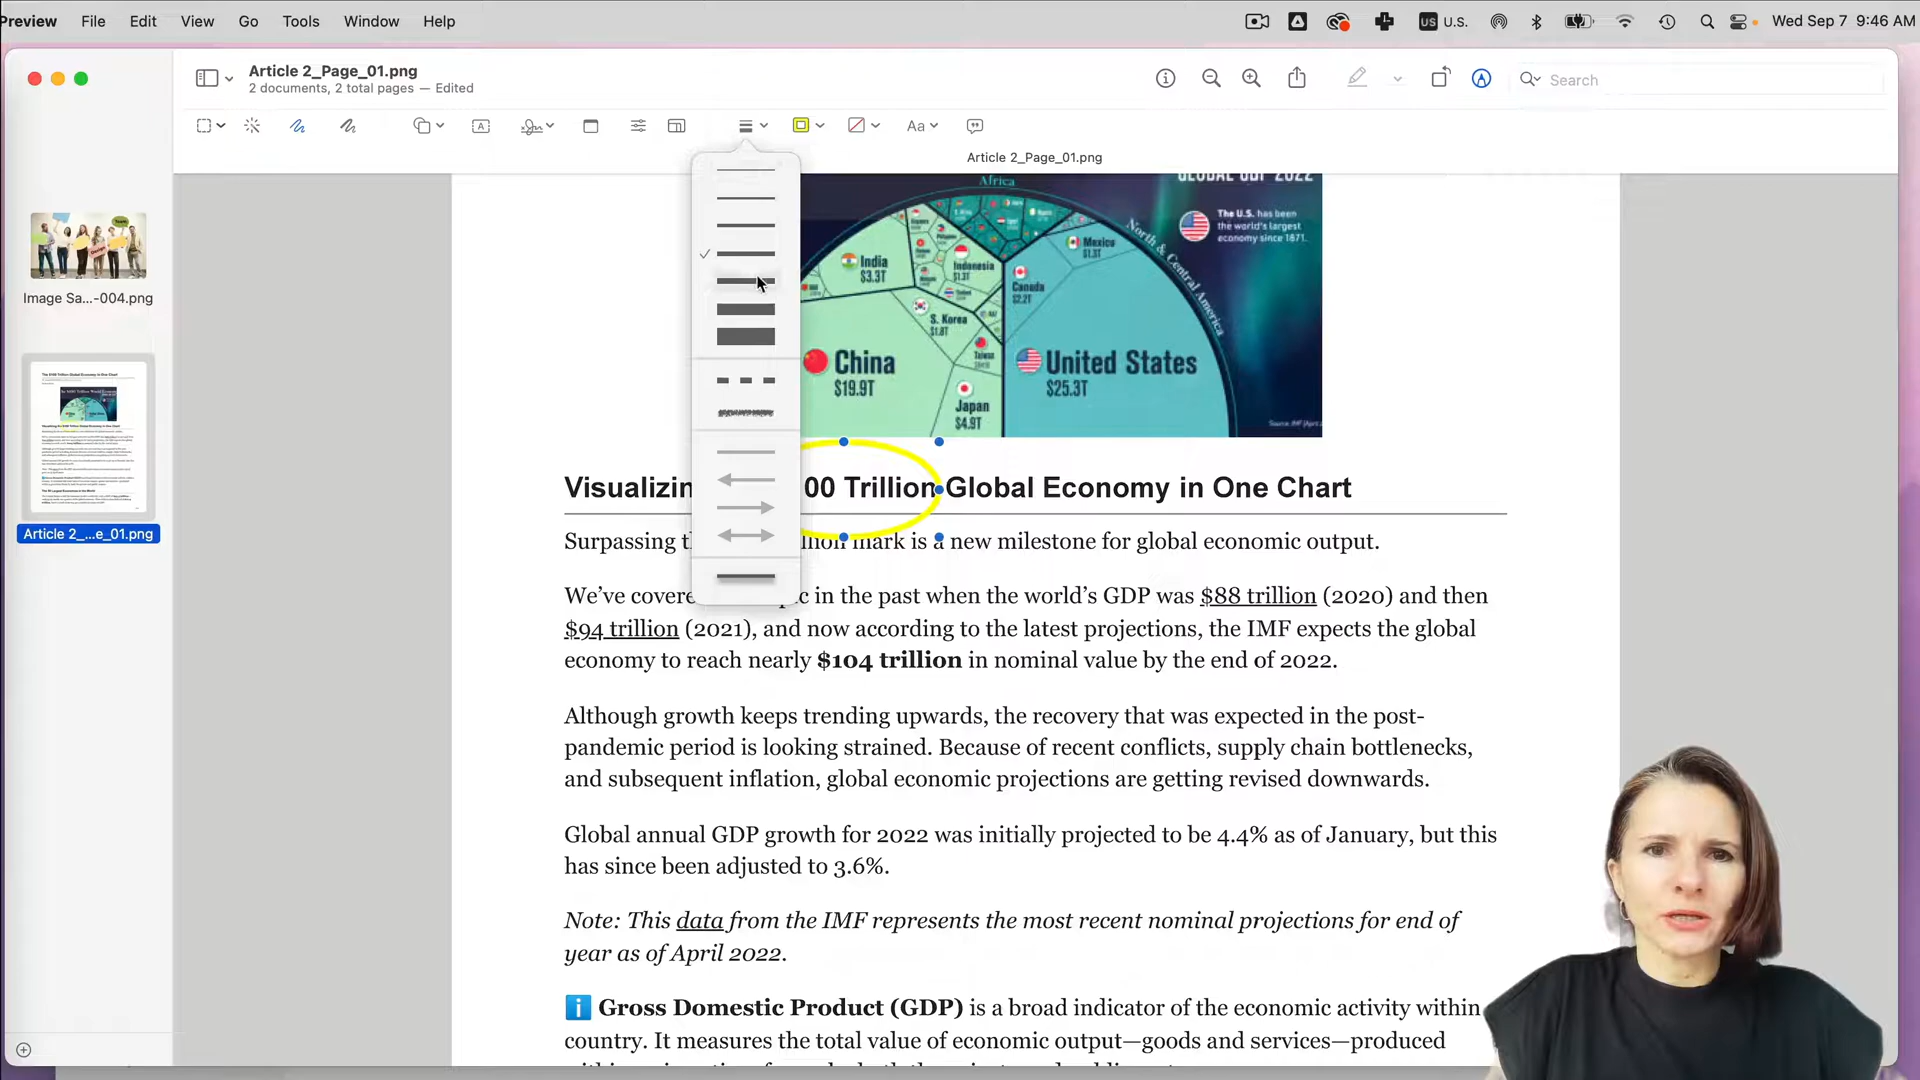 Preview File Edit View Go Tools Window Help US U.S. Wed Sep 7 9:46 AM
Article 2_Page_01.png
2 documents, 2 total pages — Edited
Search
A Aa
Article 2_Page_01.png
Image Sa...-004.png
Article 2_...e_01.png
GLOBAL GDP 2022
Africa
The U.S. has been
the world's largest
economy since 1871.
North & Central America
Mexico
$1.3T
India
$3.3T
Indonesia
$1.3T
Canada
$2.2T
S. Korea
$1.8T
Taiwan
China
$19.9T
United States
$25.3T
Japan
$4.9T
Visualizin 00 Trillion Global Economy in One Chart
Surpassing t llion mark is a new milestone for global economic output.
We've covere ic in the past when the world's GDP was $88 trillion (2020) and then
$94 trillion (2021), and now according to the latest projections, the IMF expects the global
economy to reach nearly $104 trillion in nominal value by the end of 2022.
Although growth keeps trending upwards, the recovery that was expected in the post-
pandemic period is looking strained. Because of recent conflicts, supply chain bottlenecks,
and subsequent inflation, global economic projections are getting revised downwards.
Global annual GDP growth for 2022 was initially projected to be 4.4% as of January, but this
has since been adjusted to 3.6%.
Note: This data from the IMF represents the most recent nominal projections for end of
year as of April 2022.
i Gross Domestic Product (GDP) is a broad indicator of the economic activity within
country. It measures the total value of economic output—goods and services—produced